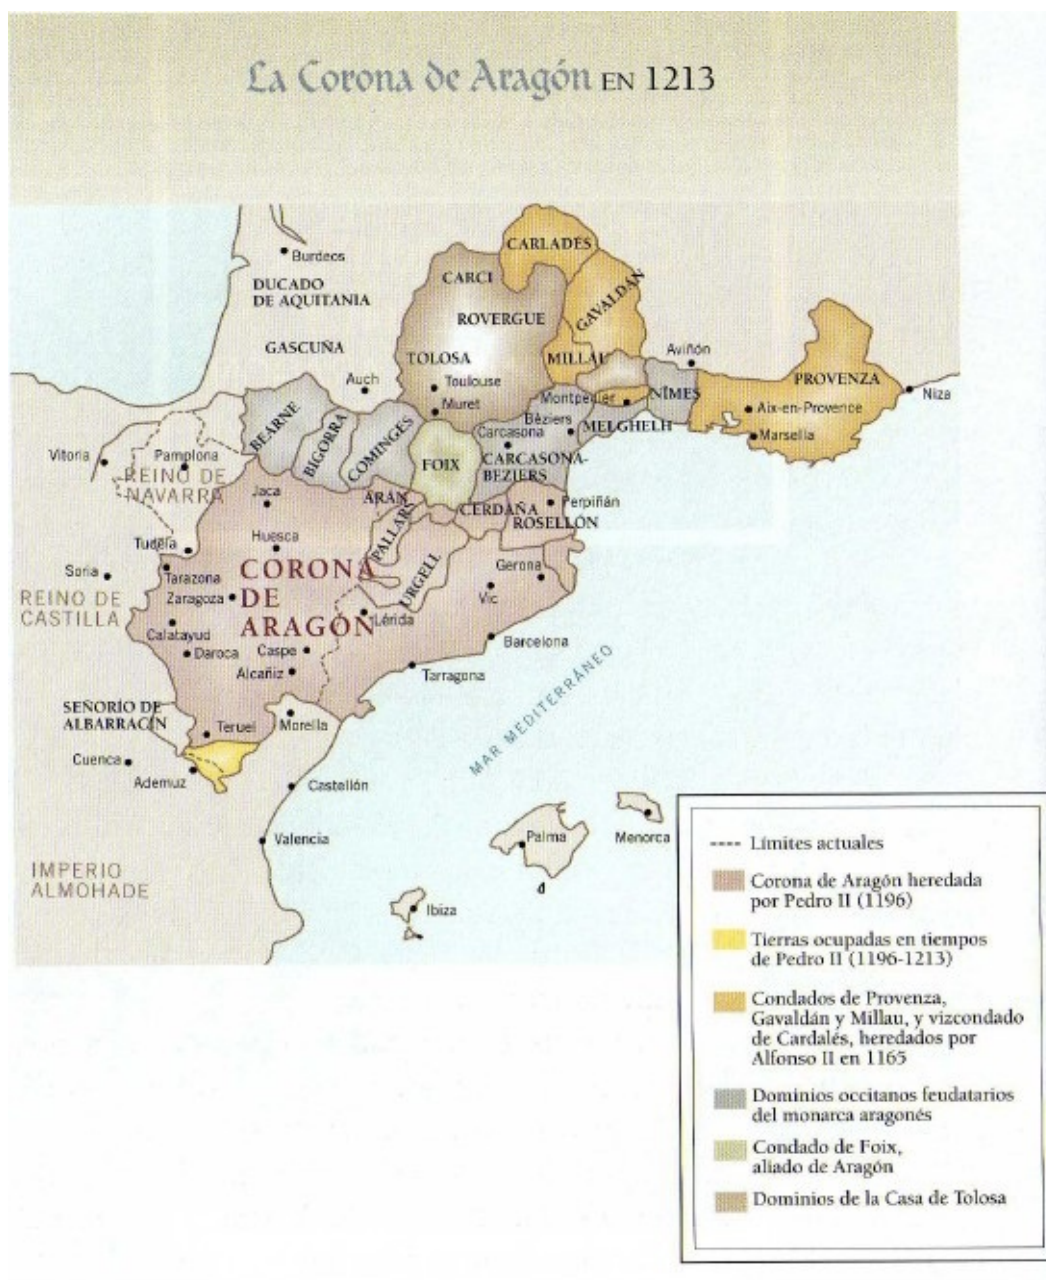 La Corona de Aragón EN 1213
CARLADÉS
Burdeos
CARCI
GAVALDÁN
DUCADO
DE AQUITANIA
ROVERGUE
GASCUÑA
TOLOSA
MILLAU
Aviñón
Auch
Toulouse
PROVENZA
Niza
Muret
Montpellier
NÎMES
Aix-en-Provence
BEARNE
BIGORRA
COMINGES
Béziers
MELGHELH
Marsella
Carcasona
Vitoria
Pamplona
FOIX
CARCASONA-
BEZIERS
REINO DE
NAVARRA
Jaca
ARÁN
CERDAÑA
Perpiñán
ROSELLÓN
PALLARS
Tudela
Huesca
URGELL
Gerona
Soria
Tarazona
CORONA
DE
ARAGÓN
Vic
REINO DE
CASTILLA
Zaragoza
Lérida
Calatayud
Daroca
Caspe
Barcelona
Alcañiz
Tarragona
MAR MEDITERRÁNEO
SEÑORÍO DE
ALBARRACÍN
Teruel
Morella
Cuenca
Ademuz
Castellón
Valencia
Palma
Menorca
IMPERIO
ALMOHADE
Ibiza
Límites actuales
Corona de Aragón heredada
por Pedro II (1196)
Tierras ocupadas en tiempos
de Pedro II (1196-1213)
Condados de Provenza,
Gavaldán y Millau, y vizcondado
de Cardalés, heredados por
Alfonso II en 1165
Dominios occitanos feudatarios
del monarca aragonés
Condado de Foix,
aliado de Aragón
Dominios de la Casa de Tolosa